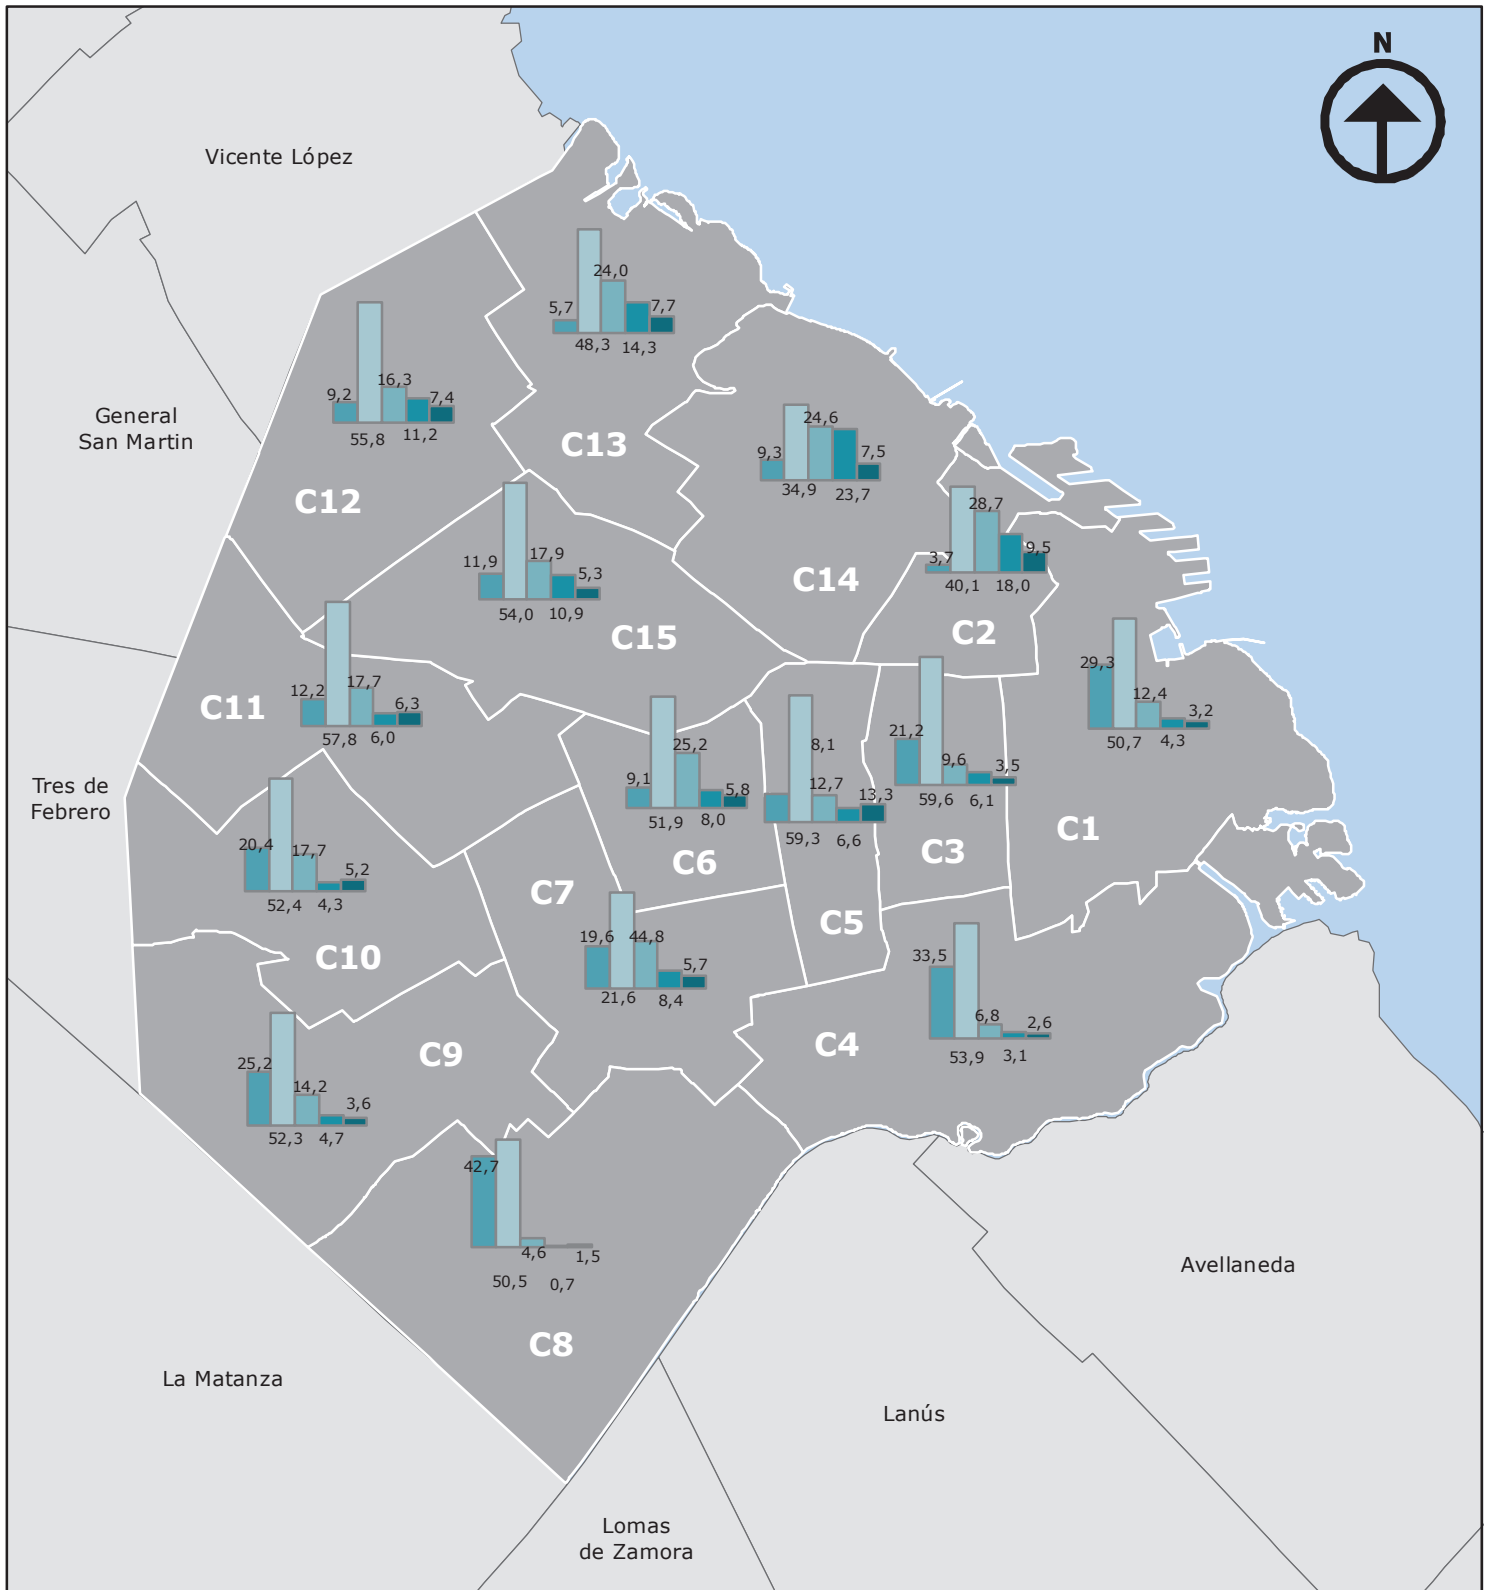 N
Vicente López
General
San Martin
Tres de
Febrero
La Matanza
Lomas
de Zamora
Lanús
Avellaneda
5,7
24,0
7,7
48,3
14,3
C13
9,2
16,3
7,4
55,8
11,2
C12
9,3
24,6
7,5
34,9
23,7
C14
3,7
28,7
9,5
40,1
18,0
C2
11,9
17,9
5,3
54,0
10,9
C15
29,3
12,4
3,2
50,7
4,3
C1
12,2
17,7
6,3
57,8
6,0
C11
9,1
25,2
5,8
51,9
8,0
C6
8,1
12,7
13,3
59,3
6,6
C5
21,2
9,6
3,5
59,6
6,1
C3
20,4
17,7
5,2
52,4
4,3
C10
19,6
44,8
5,7
21,6
8,4
C7
33,5
6,8
2,6
53,9
3,1
C4
25,2
14,2
3,6
52,3
4,7
C9
42,7
4,6
1,5
50,5
0,7
C8